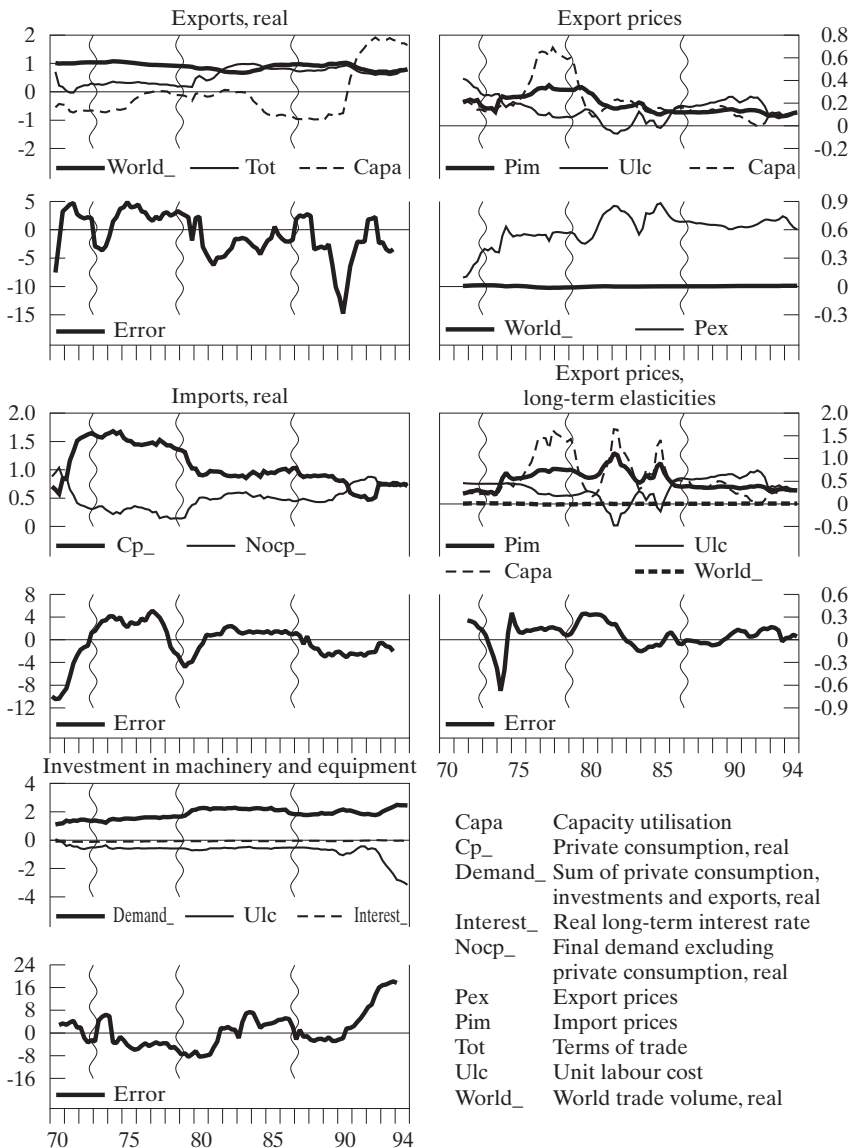 Exports, real
2
1
0
-1
-2
World_ Tot Capa
5
0
-5
-10
-15
Error
Imports, real
2.0
1.5
1.0
0.5
0
Cp_ Nocp_
8
4
0
-4
-8
-12
Error
Investment in machinery and equipment
4
2
0
-2
-4
Demand_ Ulc Interest_
24
16
8
0
-8
-16
Error
70 75 80 85 90 94
Export prices
0.8
0.6
0.4
0.2
0
-0.2
Pim Ulc Capa
0.9
0.6
0.3
0
-0.3
World_ Pex
Export prices,
long-term elasticities
2.0
1.5
1.0
0.5
0
-0.5
Pim Ulc
Capa World_
0.6
0.3
0
-0.3
-0.6
-0.9
Error
70 75 80 85 90 94
Capa Capacity utilisation
Cp_ Private consumption, real
Demand_ Sum of private consumption,
investments and exports, real
Interest_ Real long-term interest rate
Nocp_ Final demand excluding
private consumption, real
Pex Export prices
Pim Import prices
Tot Terms of trade
Ulc Unit labour cost
World_ World trade volume, real